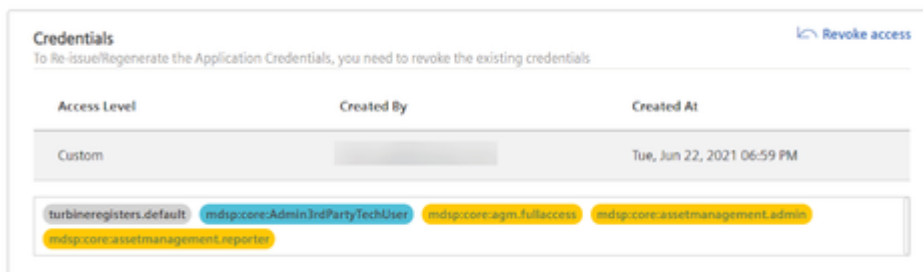 Credentials
Revoke access
To Re-issue/Regenerate the Application Credentials, you need to revoke the existing credentials
Access Level Created By Created At
Custom Tue, Jun 22, 2021 06:59 PM
turbineregisters.default mdsp:core:Admin3rdPartyTechUser mdsp:core:agm.fullaccess mdsp:core:assetmanagement.admin
mdsp:core:assetmanagement.reporter